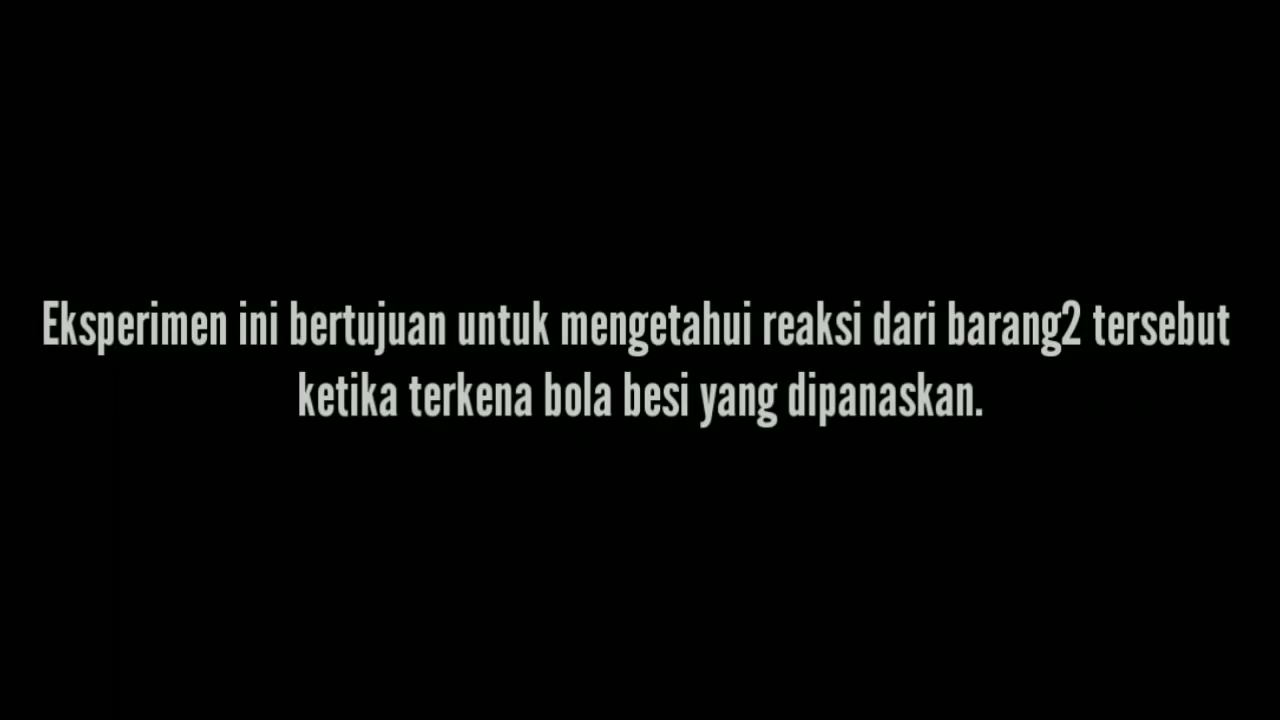 Eksperimen ini bertujuan untuk mengetahui reaksi dari barang2 tersebut
ketika terkena bola besi yang dipanaskan.